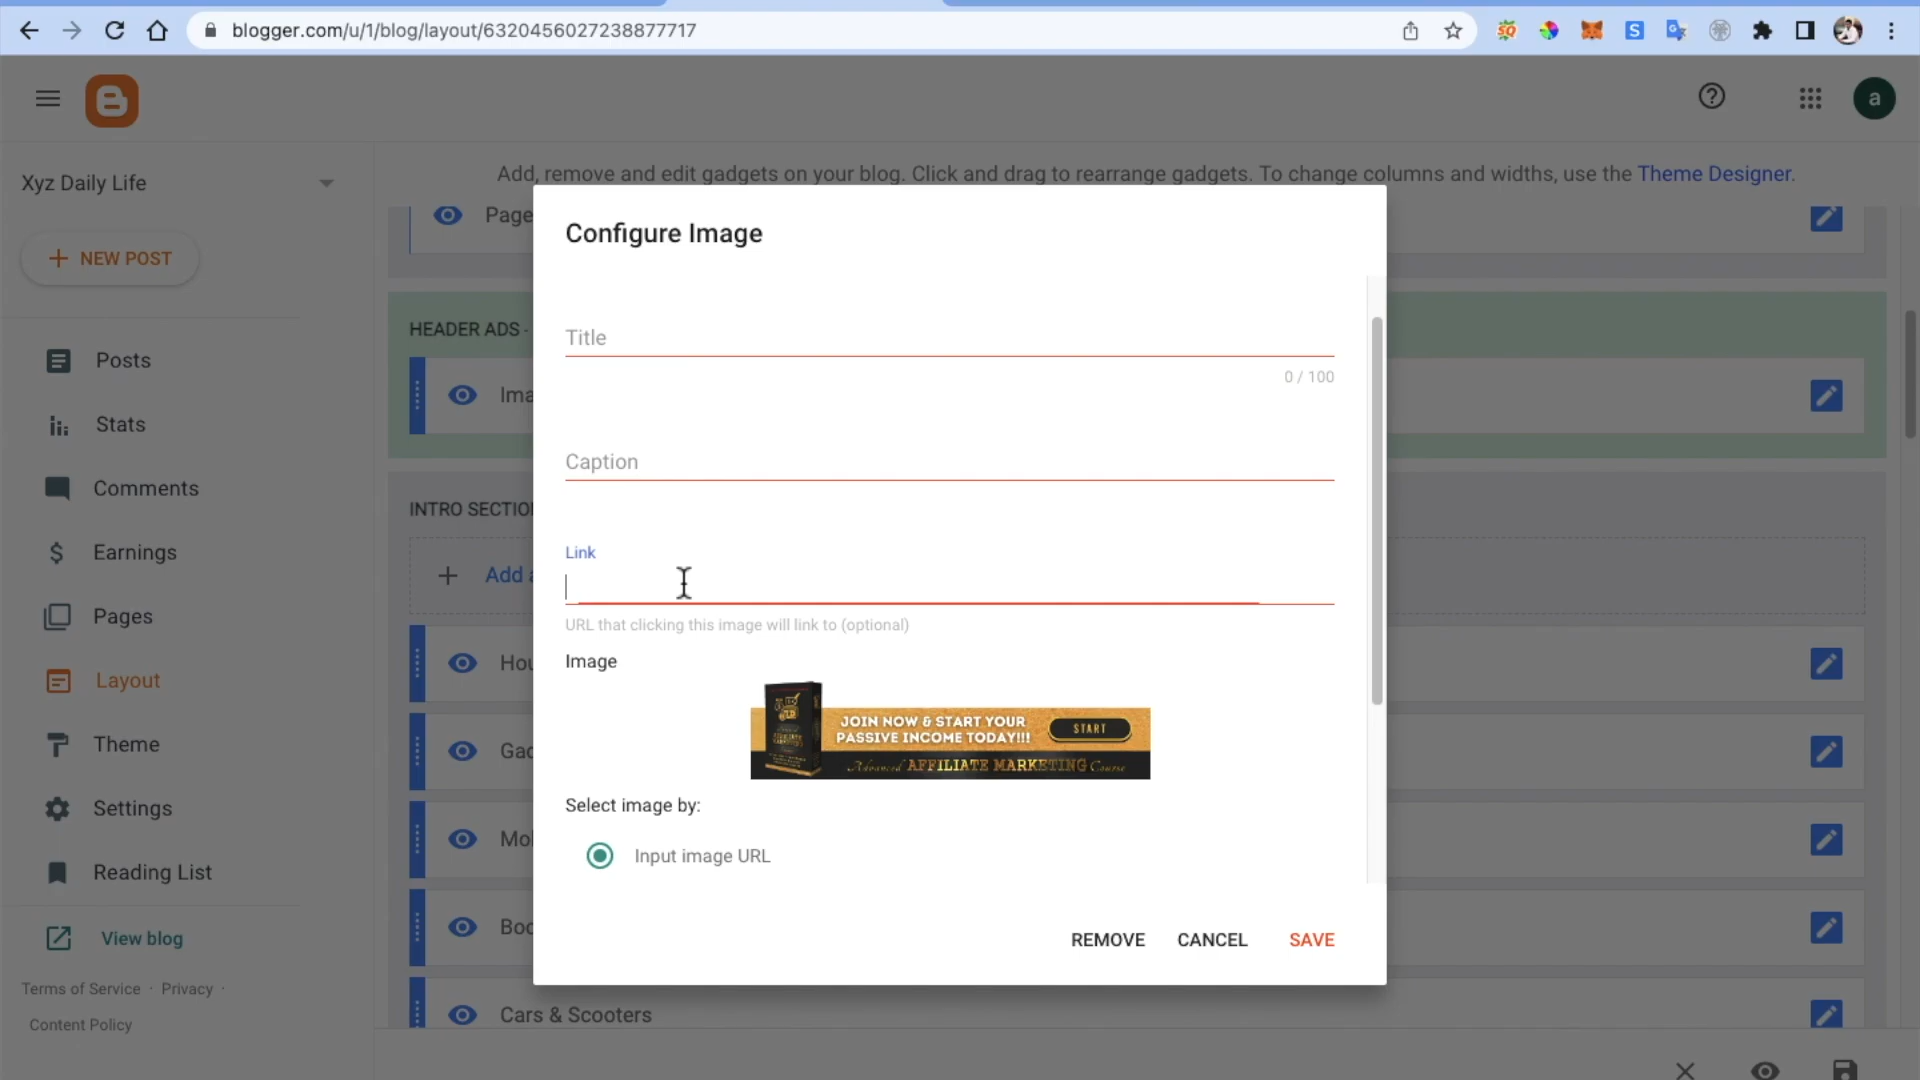 blogger.com/u/1/blog/layout/6320456027238877717
a
Xyz Daily Life
NEW POST
Posts
Stats
Comments
Earnings
Pages
Layout
Theme
Settings
Reading List
View blog
Terms of Service · Privacy ·
Content Policy
Add, remove and edit gadgets on your blog. Click and drag to rearrange gadgets. To change columns and widths, use the Theme Designer.
Page
HEADER ADS -
Ima
INTRO SECTIO
Add a
Hou
Gad
Mo
Boo
Cars & Scooters
Configure Image
Title
0 / 100
Caption
Link
URL that clicking this image will link to (optional)
Image
JOIN NOW & START YOUR
PASSIVE INCOME TODAY!!!
START
Advanced AFFILIATE MARKETING Course
Select image by:
Input image URL
REMOVE CANCEL SAVE